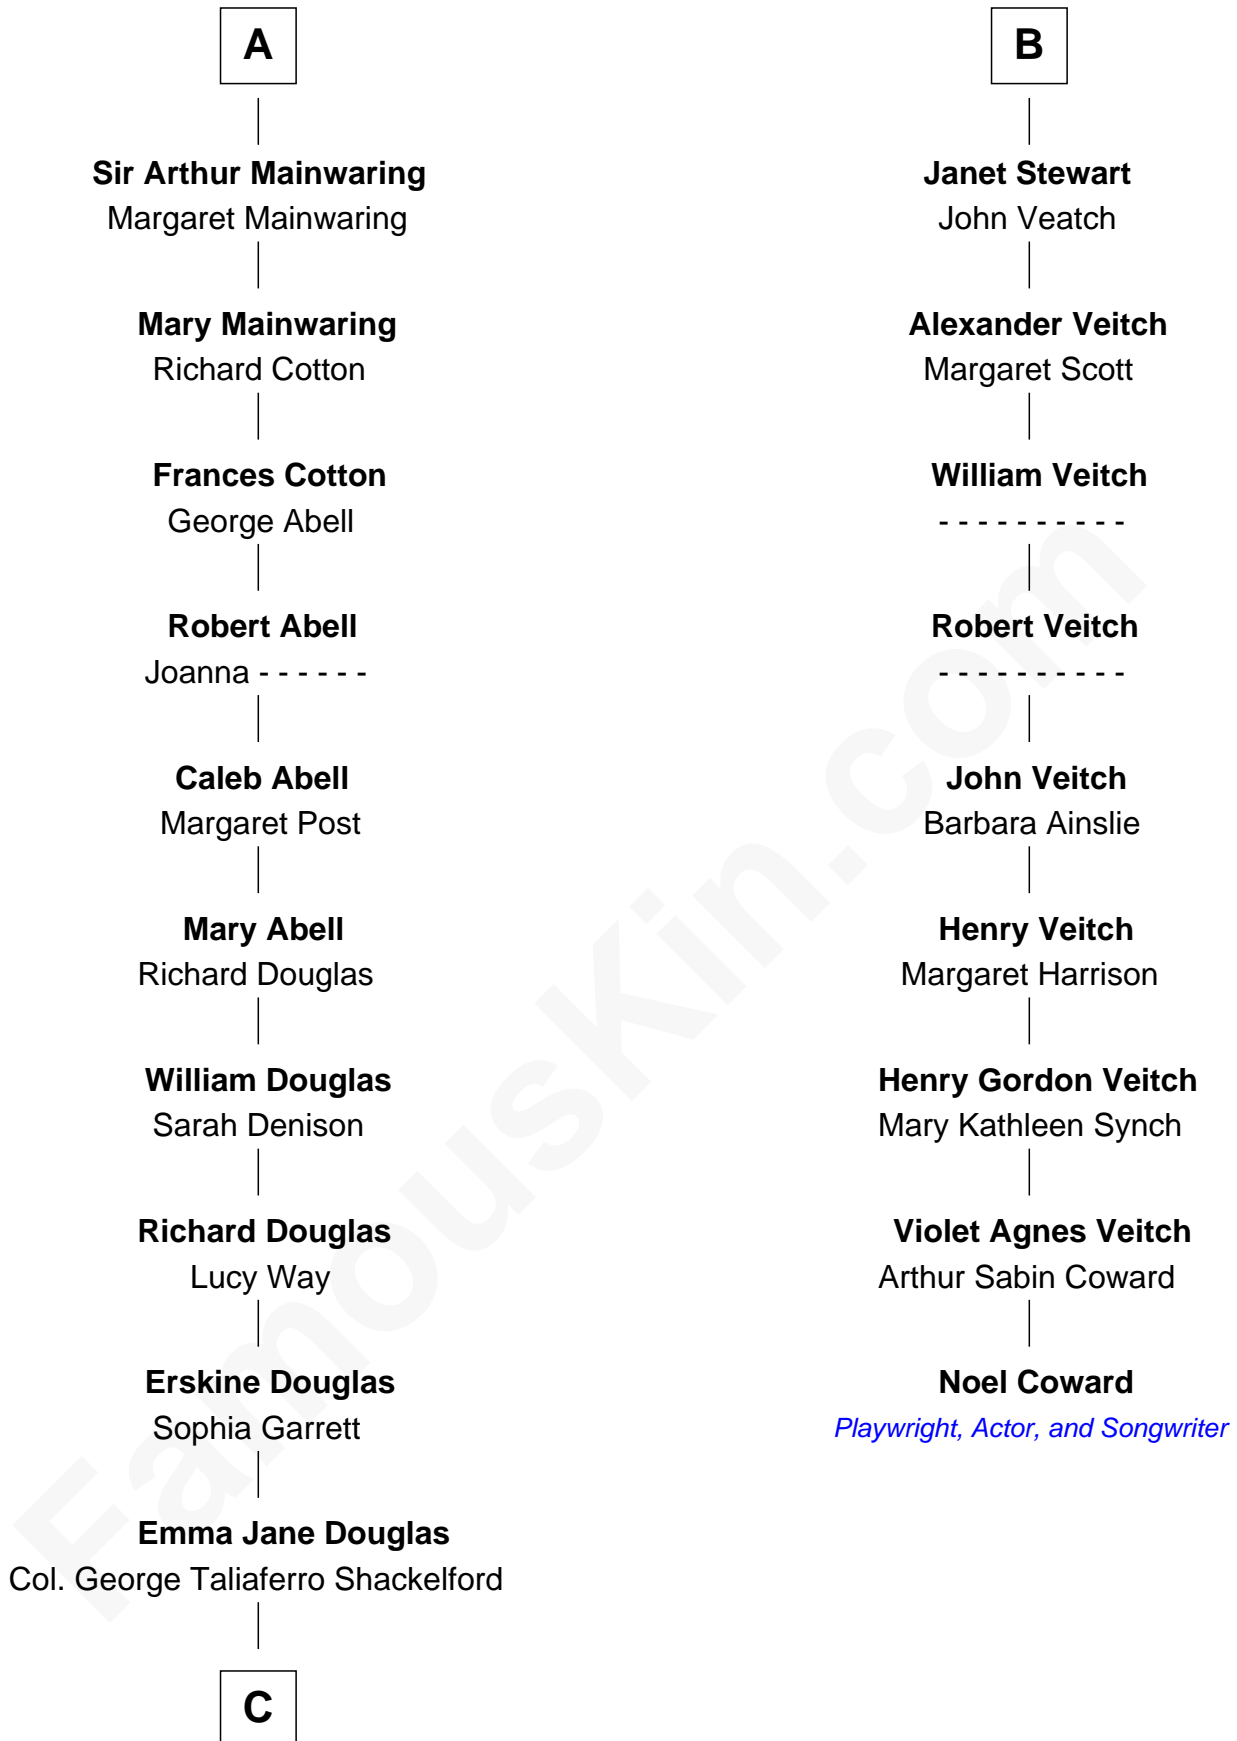 A
Sir Arthur Mainwaring
Margaret Mainwaring
Mary Mainwaring
Richard Cotton
Frances Cotton
George Abell
Robert Abell
Joanna - - - - - -
Caleb Abell
Margaret Post
Mary Abell
Richard Douglas
William Douglas
Sarah Denison
Richard Douglas
Lucy Way
Erskine Douglas
Sophia Garrett
Emma Jane Douglas
Col. George Taliaferro Shackelford
C
B
Janet Stewart
John Veatch
Alexander Veitch
Margaret Scott
William Veitch
- - - - - - - - - -
Robert Veitch
- - - - - - - - - -
John Veitch
Barbara Ainslie
Henry Veitch
Margaret Harrison
Henry Gordon Veitch
Mary Kathleen Synch
Violet Agnes Veitch
Arthur Sabin Coward
Noel Coward
Playwright, Actor, and Songwriter
FamousKin.com